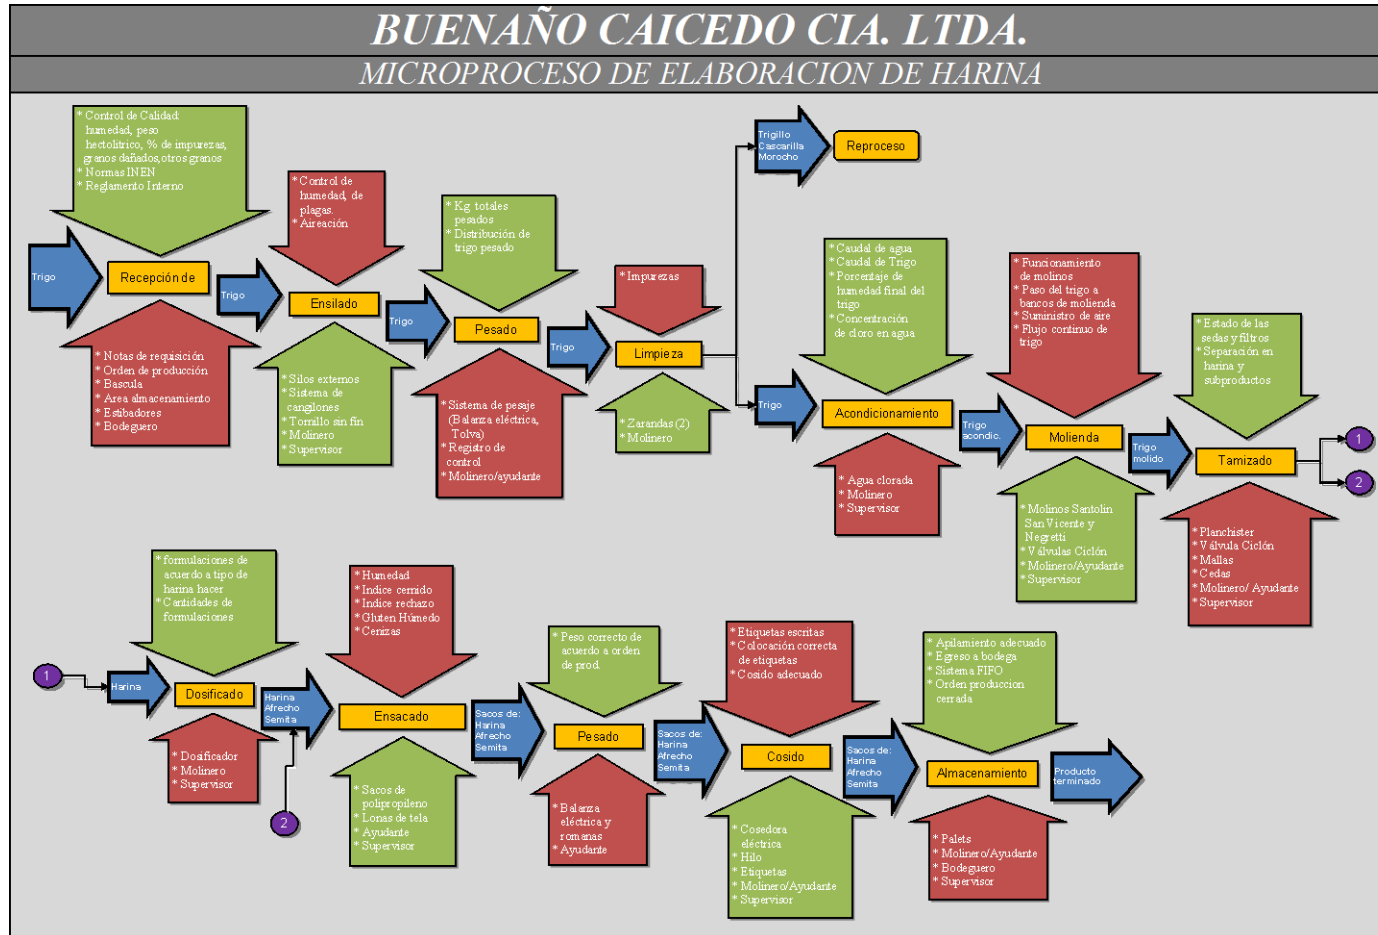 BUENAÑO CAICEDO CIA. LTDA.
MICROPROCESO DE ELABORACION DE HARINA
* Control de Calidad:
humedad, peso
hectolitrico, % de impurezas,
granos dañados,otros granos
* Normas INEN
* Reglamento Interno
Trigo
Recepción de
* Notas de requisición
* Orden de producción
* Bascula
* Area almacenamiento
* Estibadores
* Bodeguero
* Control de
humedad, de
plagas.
* Aireación
Trigo
Ensilado
* Silos externos
* Sistema de
cangilones
* Tornillo sin fin
* Molinero
* Supervisor
* Kg totales
pesados
* Distribución de
trigo pesado
Trigo
Pesado
* Sistema de pesaje
(Balanza eléctrica,
Tolva)
* Registro de
control
* Molinero/ayudante
* Impurezas
Trigo
Limpieza
* Zarandas (2)
* Molinero
Trigillo
Cascarilla
Morocho
Reproceso
* Caudal de agua
* Caudal de Trigo
* Porcentaje de
humedad final del
trigo
* Concentración
de cloro en agua
Trigo
Acondicionamiento
* Agua clorada
* Molinero
* Supervisor
* Funcionamiento
de molinos
* Paso del trigo a
bancos de molienda
* Suministro de aire
* Flujo continuo de
trigo
Trigo
acondic.
Molienda
* Molinos Santolin
San Vicente y
Negretti
* Válvulas Ciclón
* Molinero/Ayudante
* Supervisor
* Estado de las
sedas y filtros
* Separación en
harina y
subproductos
Trigo
molido
Tamizado
* Planchister
* Válvula Ciclón
* Mallas
* Cedas
* Molinero/ Ayudante
* Supervisor
1
2
1
Harina
* formulaciones de
acuerdo a tipo de
harina hacer
* Cantidades de
formulaciones
Dosificado
* Dosificador
* Molinero
* Supervisor
Harina
Afrecho
Semita
2
* Humedad
* Indice cernido
* Indice rechazo
* Gluten Húmedo
* Cenizas
Ensacado
* Sacos de
polipropileno
* Lonas de tela
* Ayudante
* Supervisor
Sacos de:
Harina
Afrecho
Semita
* Peso correcto de
acuerdo a orden
de prod.
Pesado
* Balanza
eléctrica y
romanas
* Ayudante
Sacos de:
Harina
Afrecho
Semita
* Etiquetas escritas
* Colocación correcta
de etiquetas
* Cosido adecuado
Cosido
* Cosedora
eléctrica
* Hilo
* Etiquetas
* Molinero/Ayudante
* Supervisor
Sacos de:
Harina
Afrecho
Semita
* Apilamiento adecuado
* Egreso a bodega
* Sistema FIFO
* Orden produccion
cerrada
Almacenamiento
* Palets
* Molinero/Ayudante
* Bodeguero
* Supervisor
Producto
terminado